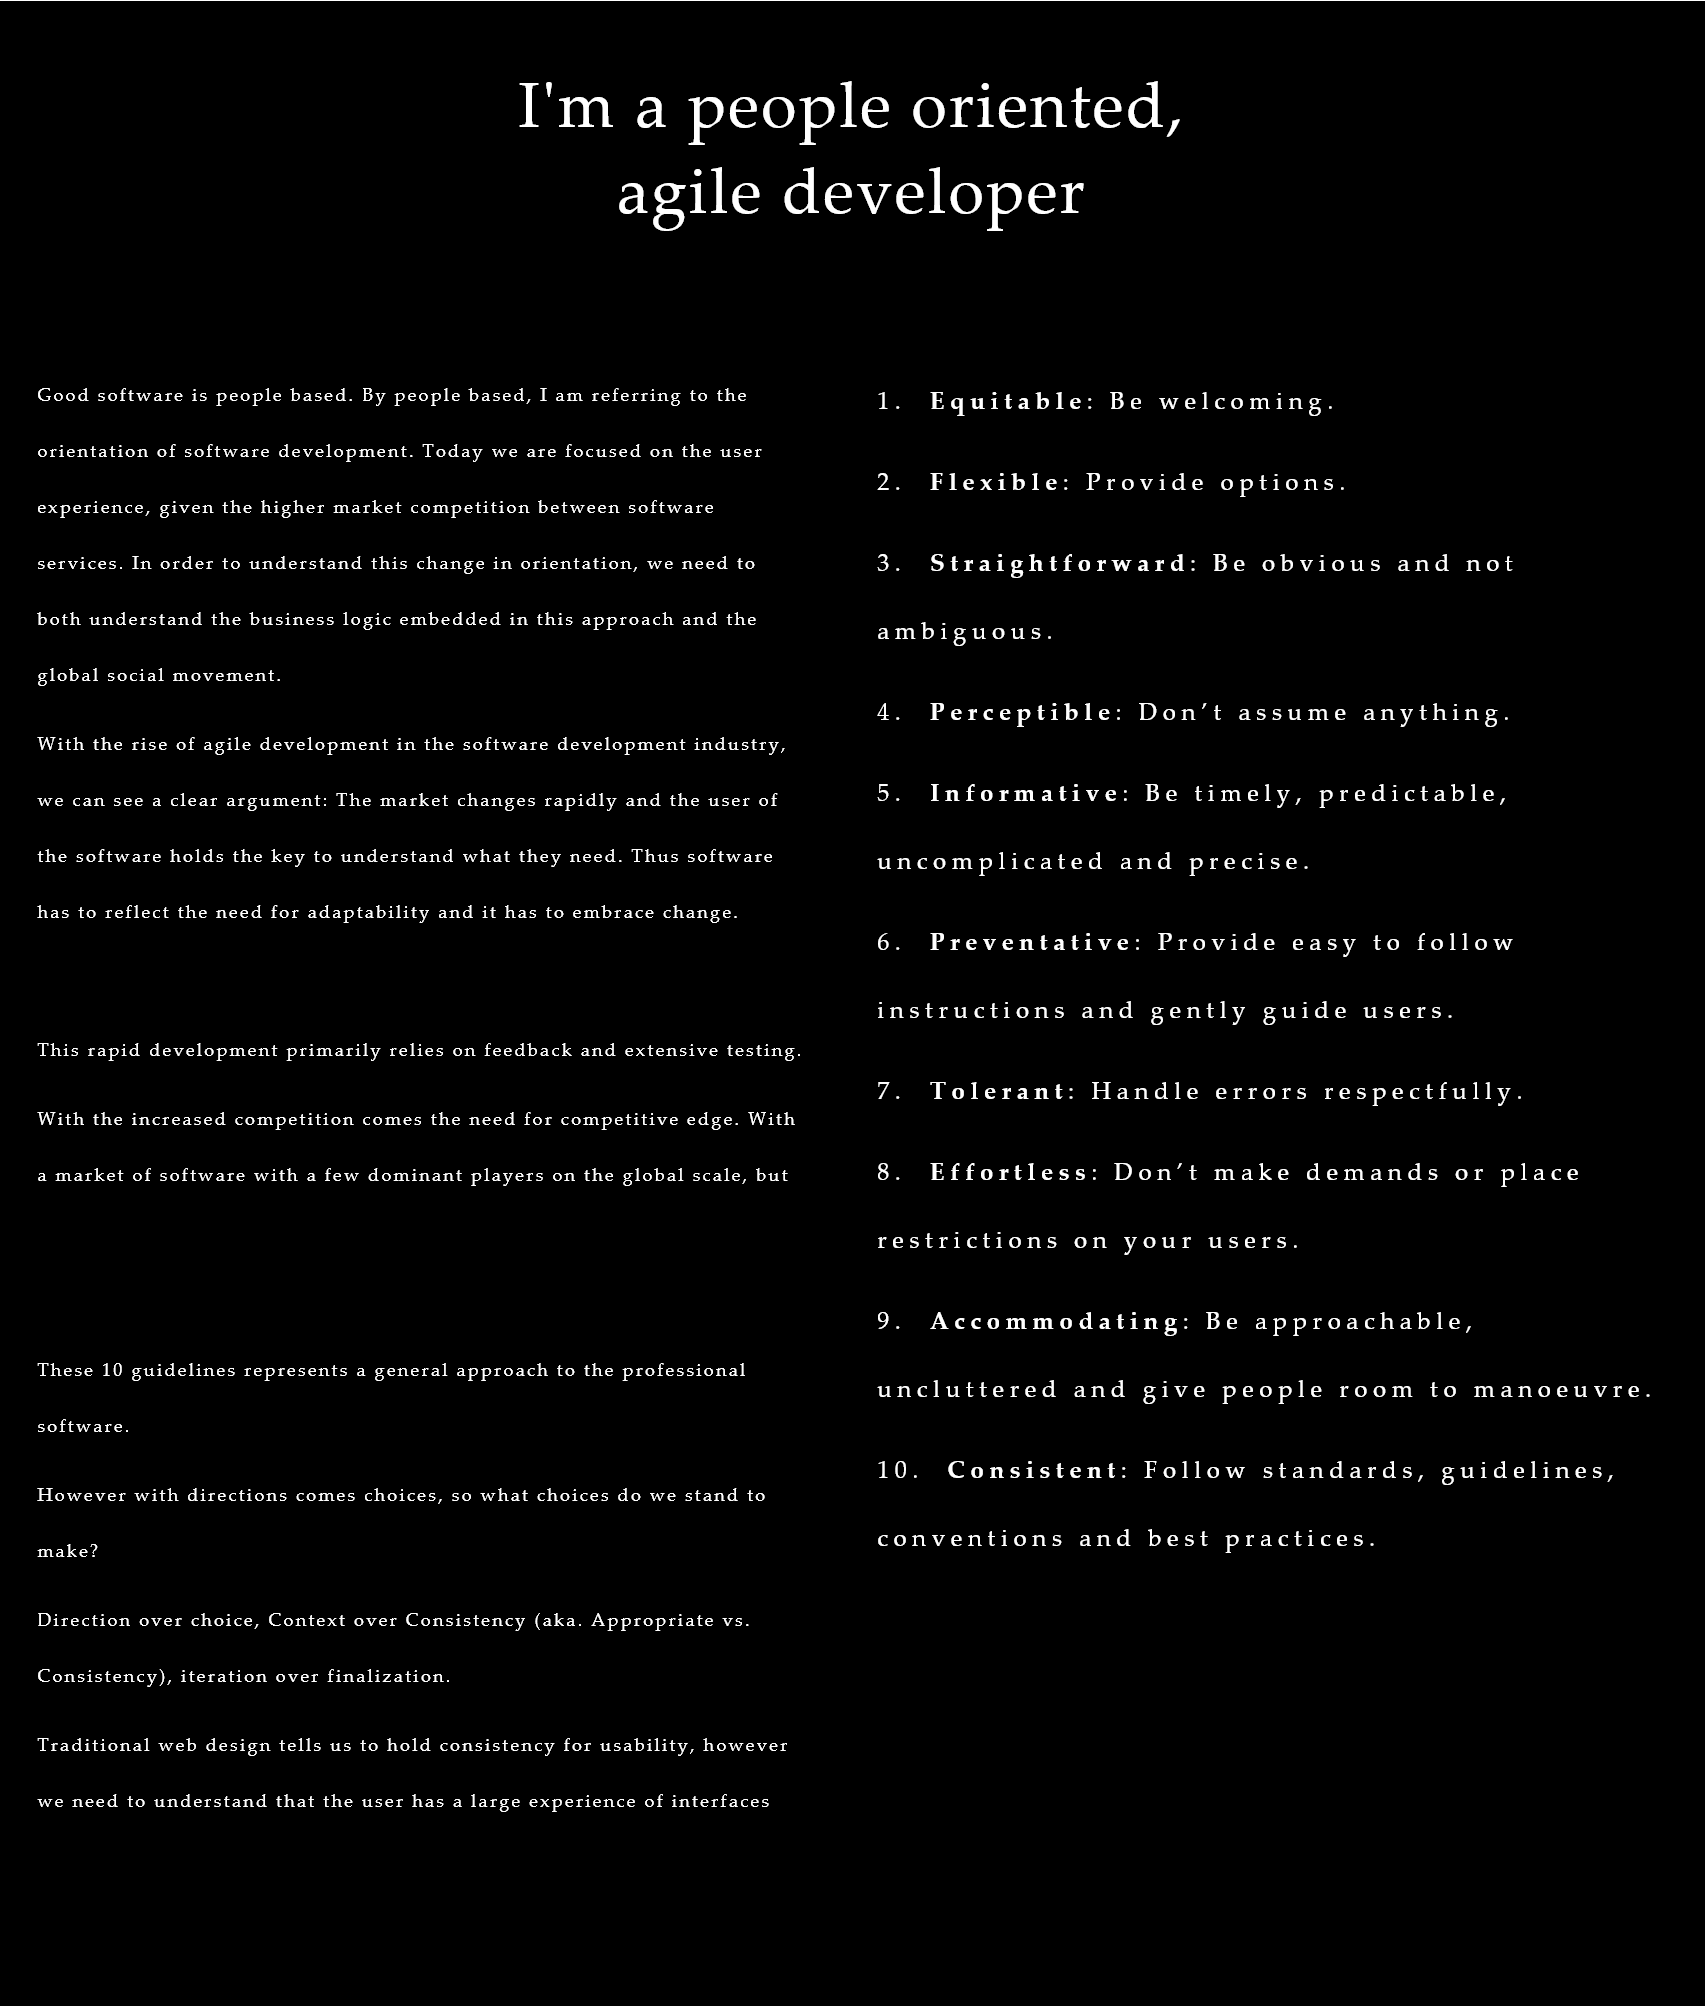 I'm a people oriented,
agile developer
Good software is people based. By people based, I am referring to the
orientation of software development. Today we are focused on the user
experience, given the higher market competition between software
services. In order to understand this change in orientation, we need to
both understand the business logic embedded in this approach and the
global social movement.
With the rise of agile development in the software development industry,
we can see a clear argument: The market changes rapidly and the user of
the software holds the key to understand what they need. Thus software
has to reflect the need for adaptability and it has to embrace change.
This rapid development primarily relies on feedback and extensive testing.
With the increased competition comes the need for competitive edge. With
a market of software with a few dominant players on the global scale, but
These 10 guidelines represents a general approach to the professional
software.
However with directions comes choices, so what choices do we stand to
make?
Direction over choice, Context over Consistency (aka. Appropriate vs.
Consistency), iteration over finalization.
Traditional web design tells us to hold consistency for usability, however
we need to understand that the user has a large experience of interfaces
1. Equitable: Be welcoming.
2. Flexible: Provide options.
3. Straightforward: Be obvious and not
ambiguous.
4. Perceptible: Don’t assume anything.
5. Informative: Be timely, predictable,
uncomplicated and precise.
6. Preventative: Provide easy to follow
instructions and gently guide users.
7. Tolerant: Handle errors respectfully.
8. Effortless: Don’t make demands or place
restrictions on your users.
9. Accommodating: Be approachable,
uncluttered and give people room to manoeuvre.
10. Consistent: Follow standards, guidelines,
conventions and best practices.